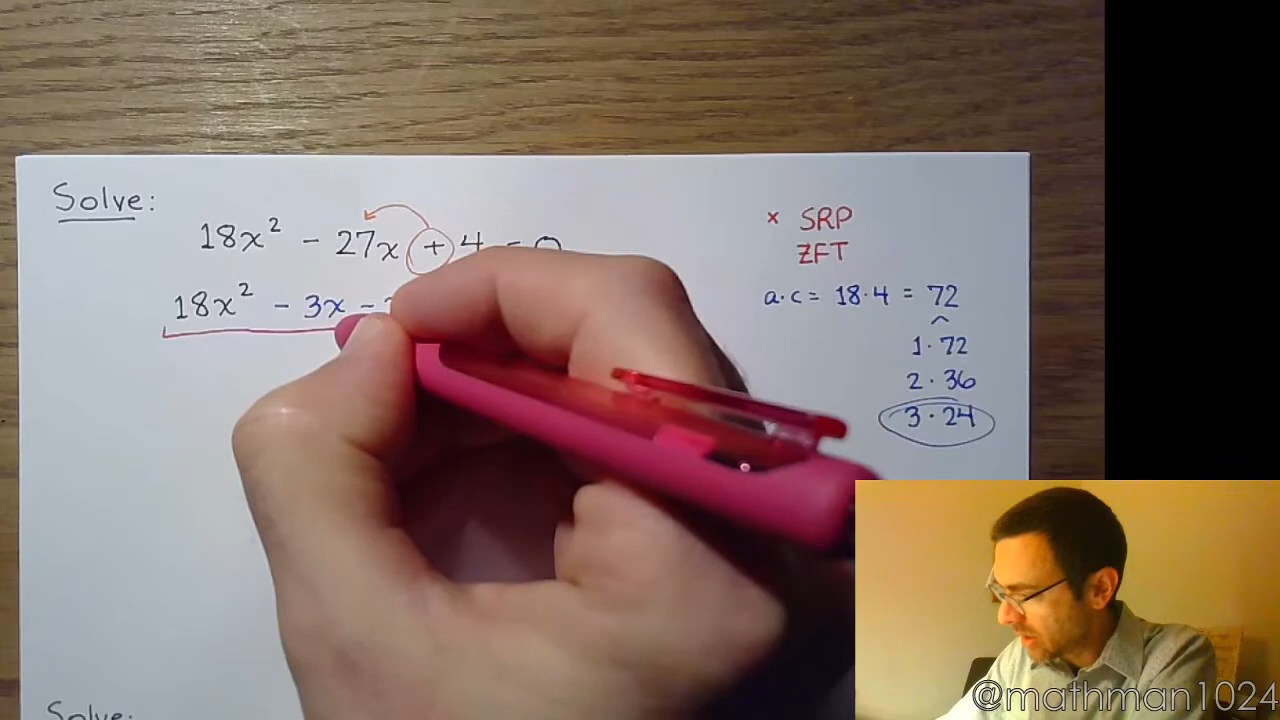 Solve:
18x² - 27x + 4 = 0
18x² - 3x -
× SRP
ZFT
a·c = 18·4 = 72
1·72
2·36
3·24
Solve:
@mathman1024